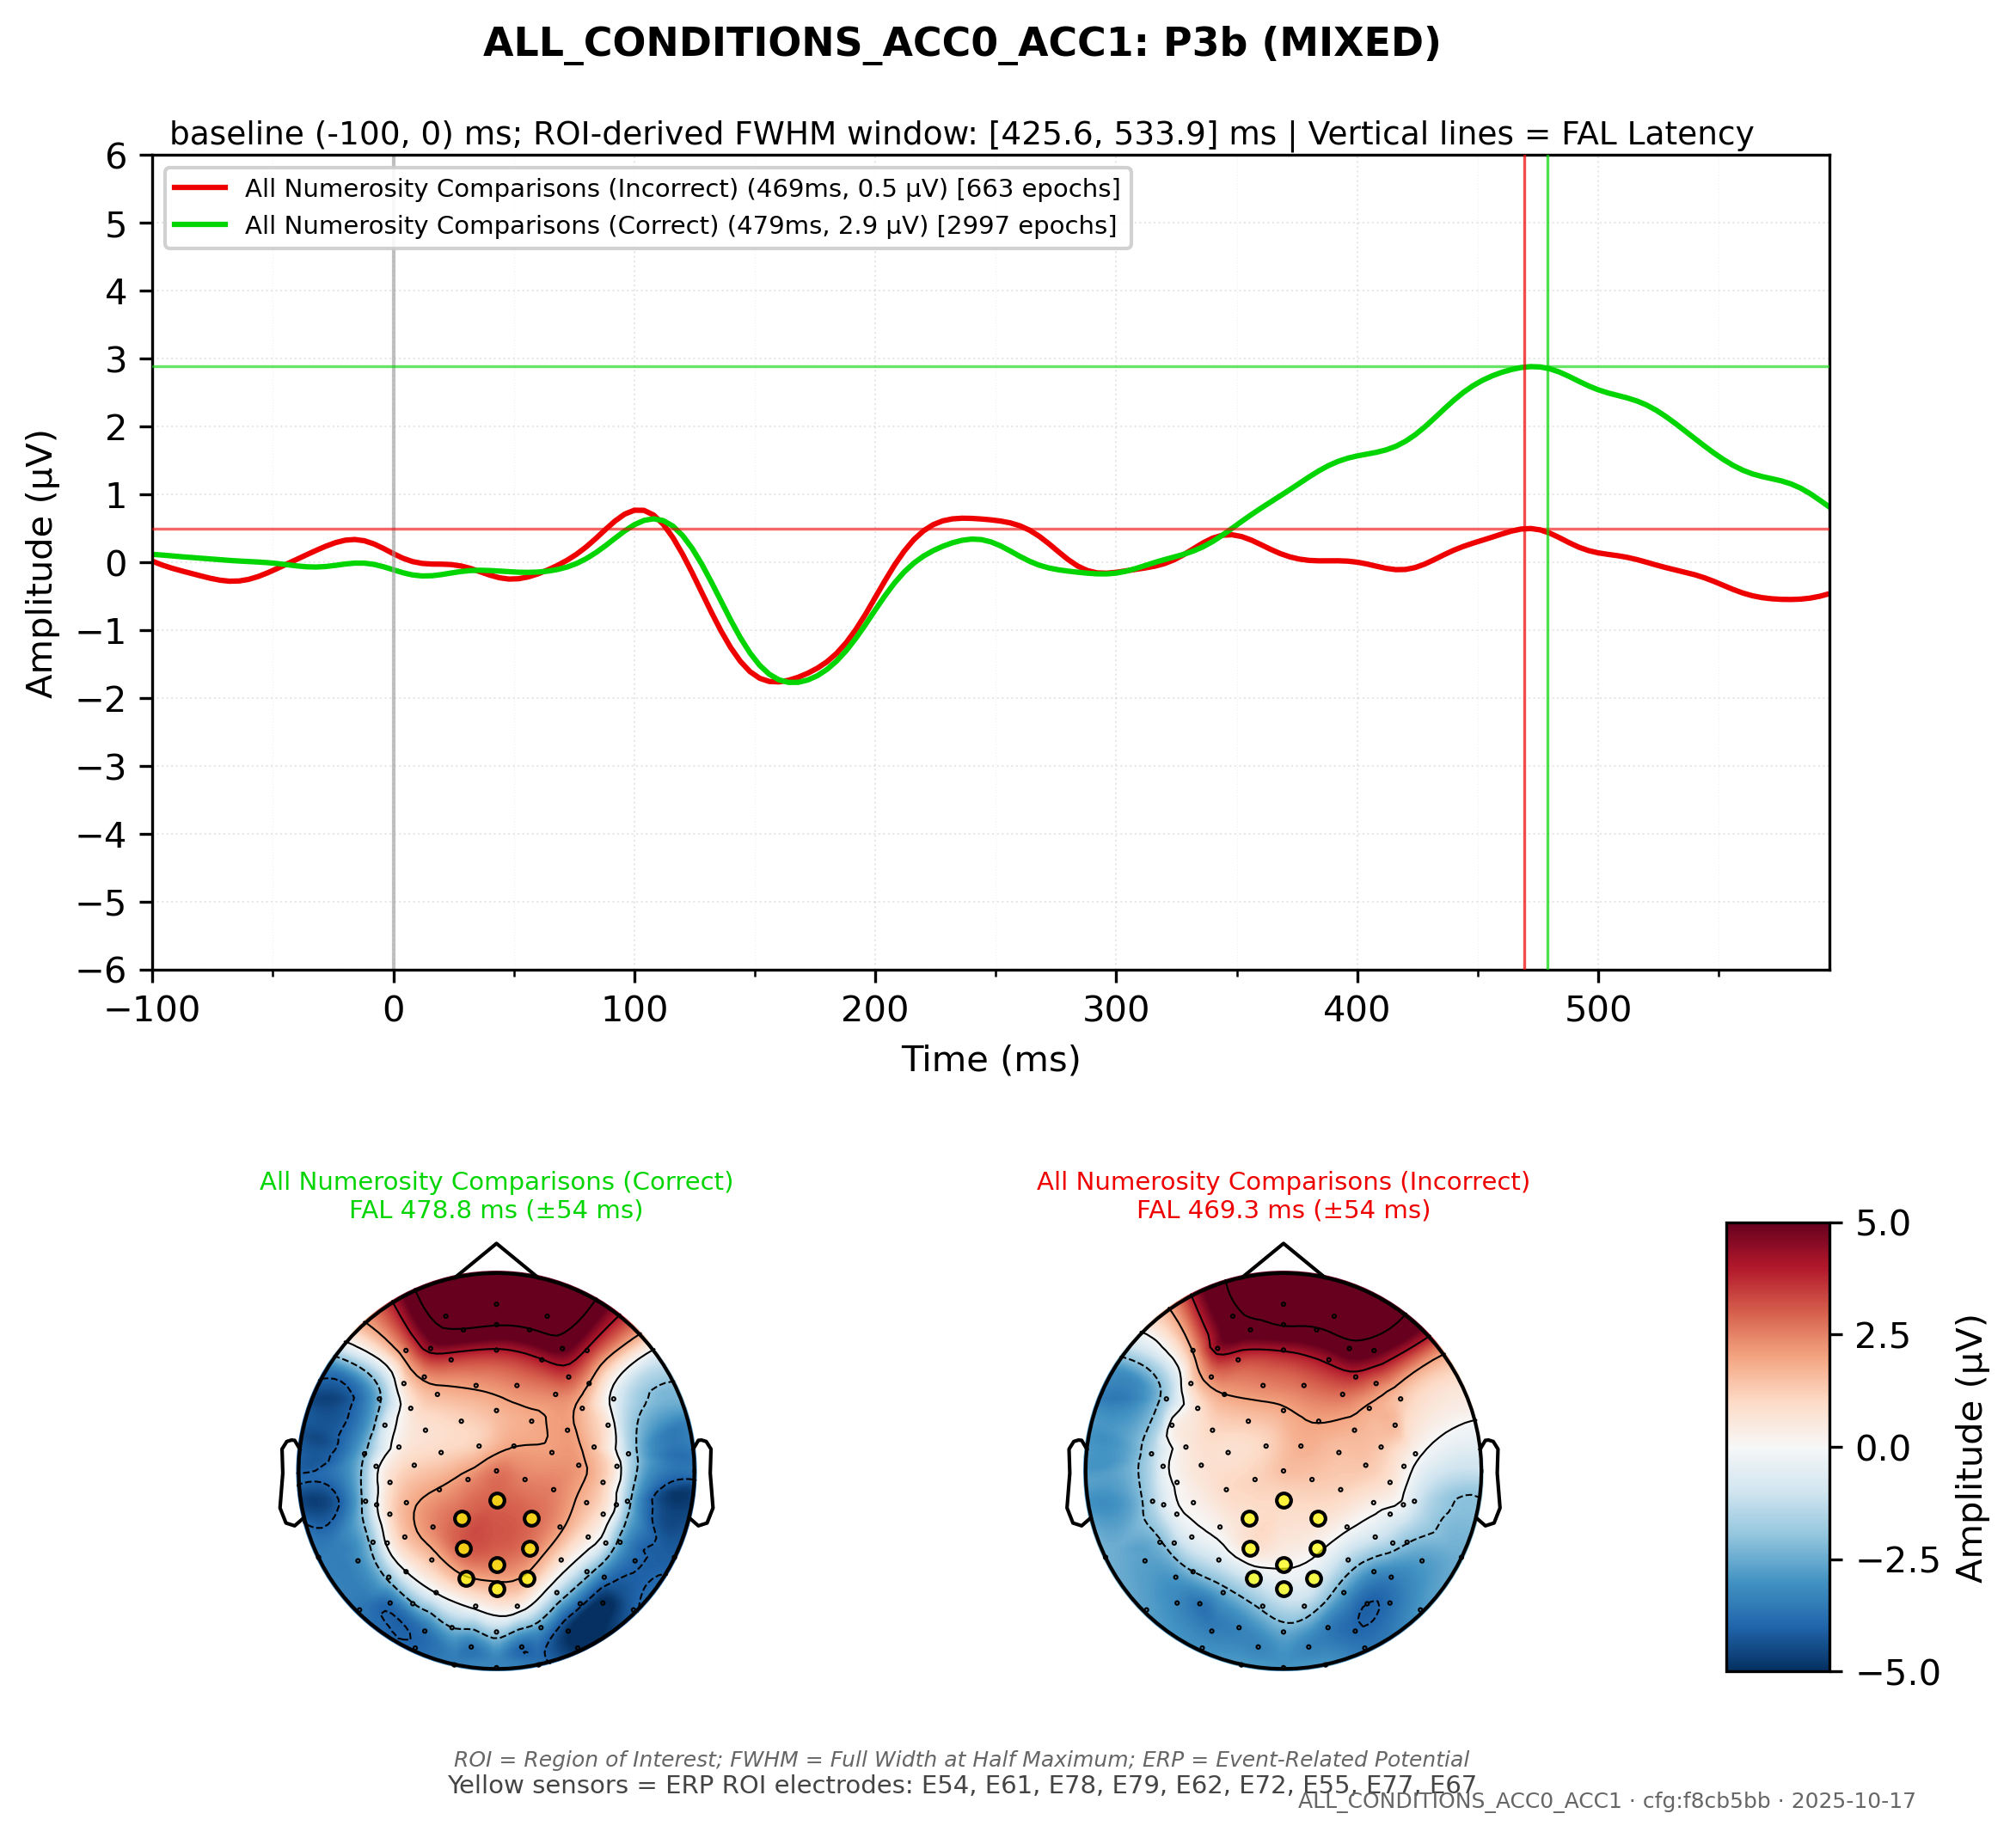 ALL_CONDITIONS_ACC0_ACC1: P3b (MIXED)
baseline (-100, 0) ms; ROI-derived FWHM window: [425.6, 533.9] ms | Vertical lines = FAL Latency
All Numerosity Comparisons (Incorrect) (469ms, 0.5 µV) [663 epochs]
All Numerosity Comparisons (Correct) (479ms, 2.9 µV) [2997 epochs]
6
5
4
3
2
1
0
−1
−2
−3
−4
−5
−6
Amplitude (µV)
−100
0
100
200
300
400
500
Time (ms)
All Numerosity Comparisons (Correct)
FAL 478.8 ms (±54 ms)
All Numerosity Comparisons (Incorrect)
FAL 469.3 ms (±54 ms)
5.0
2.5
0.0
−2.5
−5.0
Amplitude (µV)
ROI = Region of Interest; FWHM = Full Width at Half Maximum; ERP = Event-Related Potential
Yellow sensors = ERP ROI electrodes: E54, E61, E78, E79, E62, E72, E55, E77, E67
ALL_CONDITIONS_ACC0_ACC1 · cfg:f8cb5bb · 2025-10-17